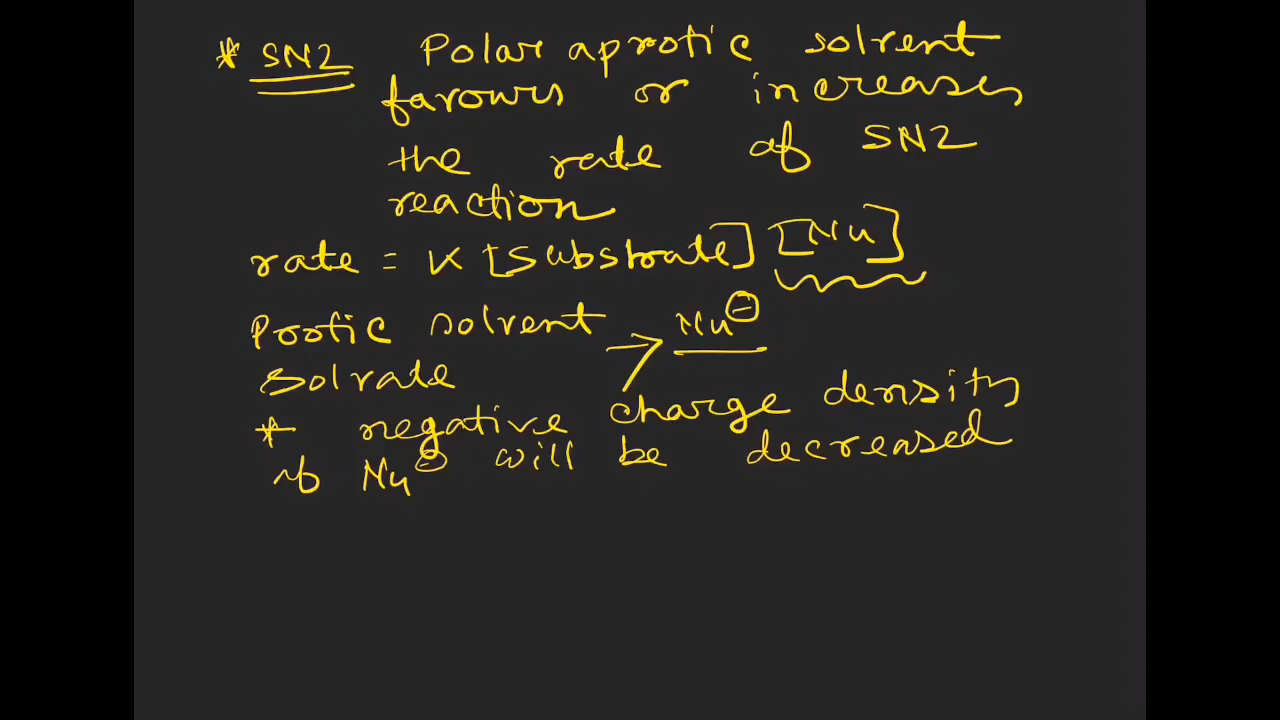 * SN2 Polar aprotic solvent
favours or increases
the rate of SN2
reaction
rate = K [Substrate] [Nu]
Protic solvent → Nu⊖
solvate
* negative charge density
of Nu⊖ will be decreased